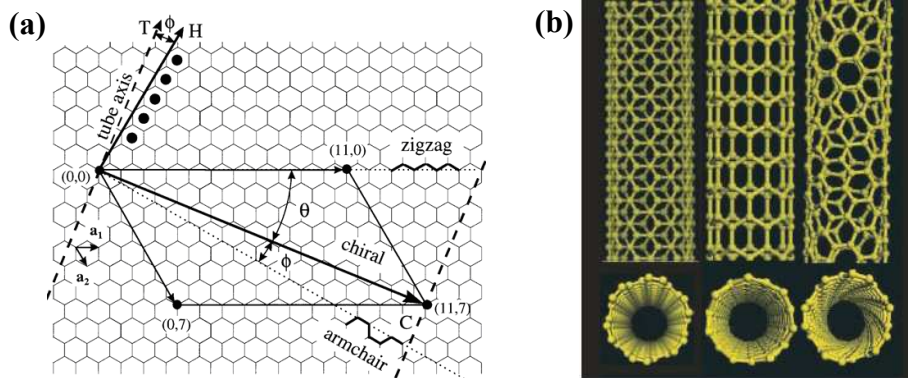 (a)
T
ϕ
H
tube axis
(0,0)
(11,0)
zigzag
θ
a₁
a₂
chiral
ϕ
(0,7)
C
(11,7)
armchair
(b)